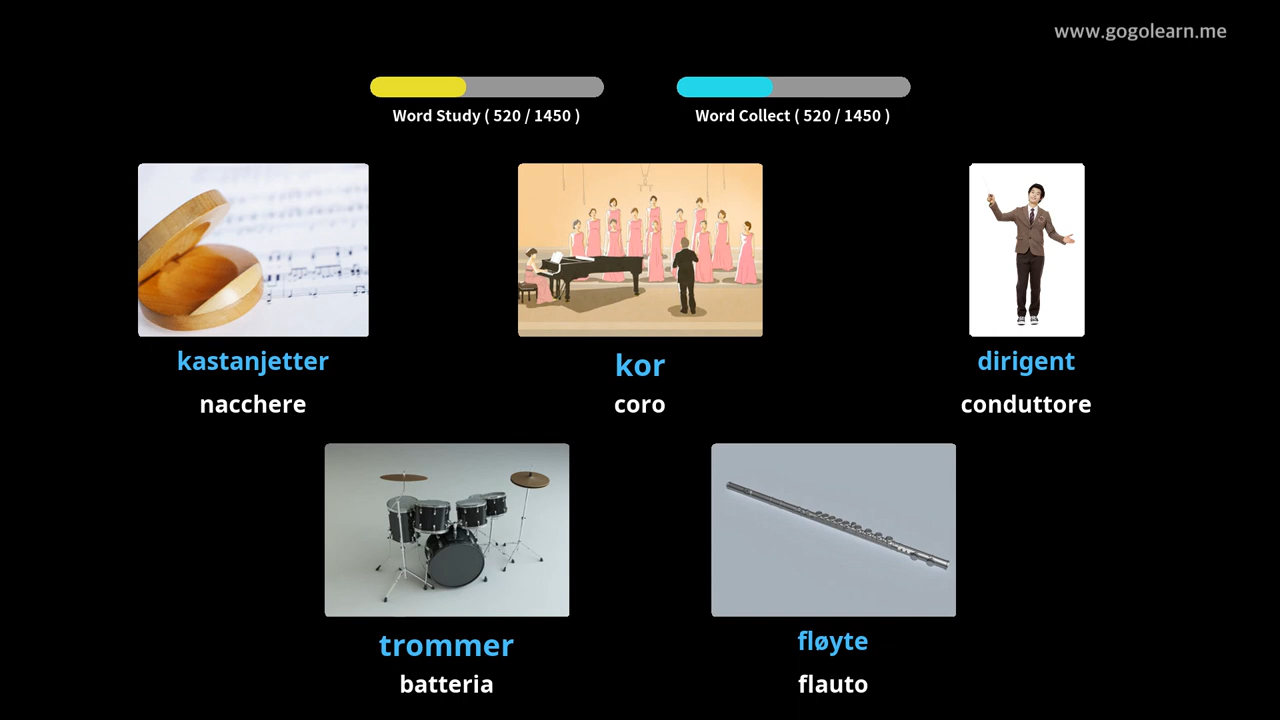 www.gogolearn.me
Word Study ( 520 / 1450 )
Word Collect ( 520 / 1450 )
kastanjetter
kor
dirigent
nacchere
coro
conduttore
trommer
fløyte
batteria
flauto